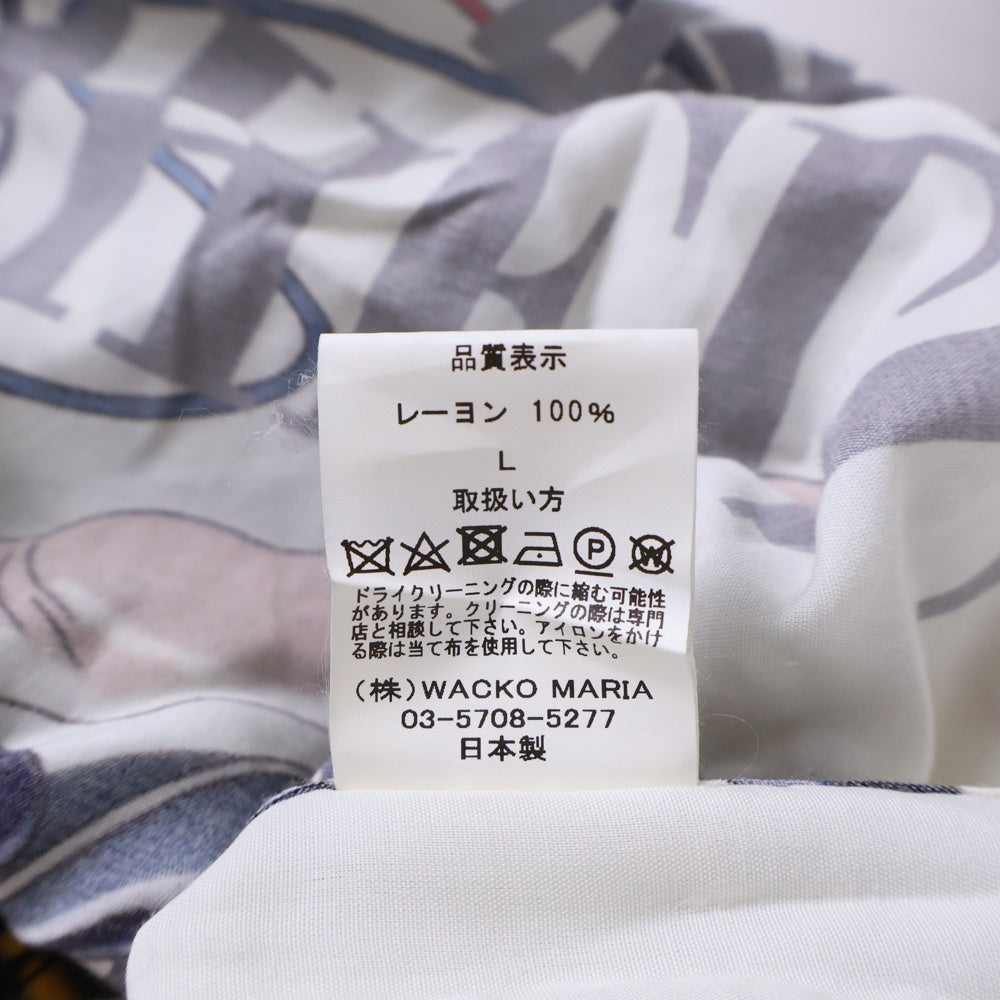 品質表示
レーヨン 100%
L
取扱い方
P W
ドライクリーニングの際に縮む可能性
があります。クリーニングの際は専門
店と相談して下さい。アイロンをかけ
る際は当て布を使用して下さい。
(株)WACKO MARIA
03-5708-5277
日本製